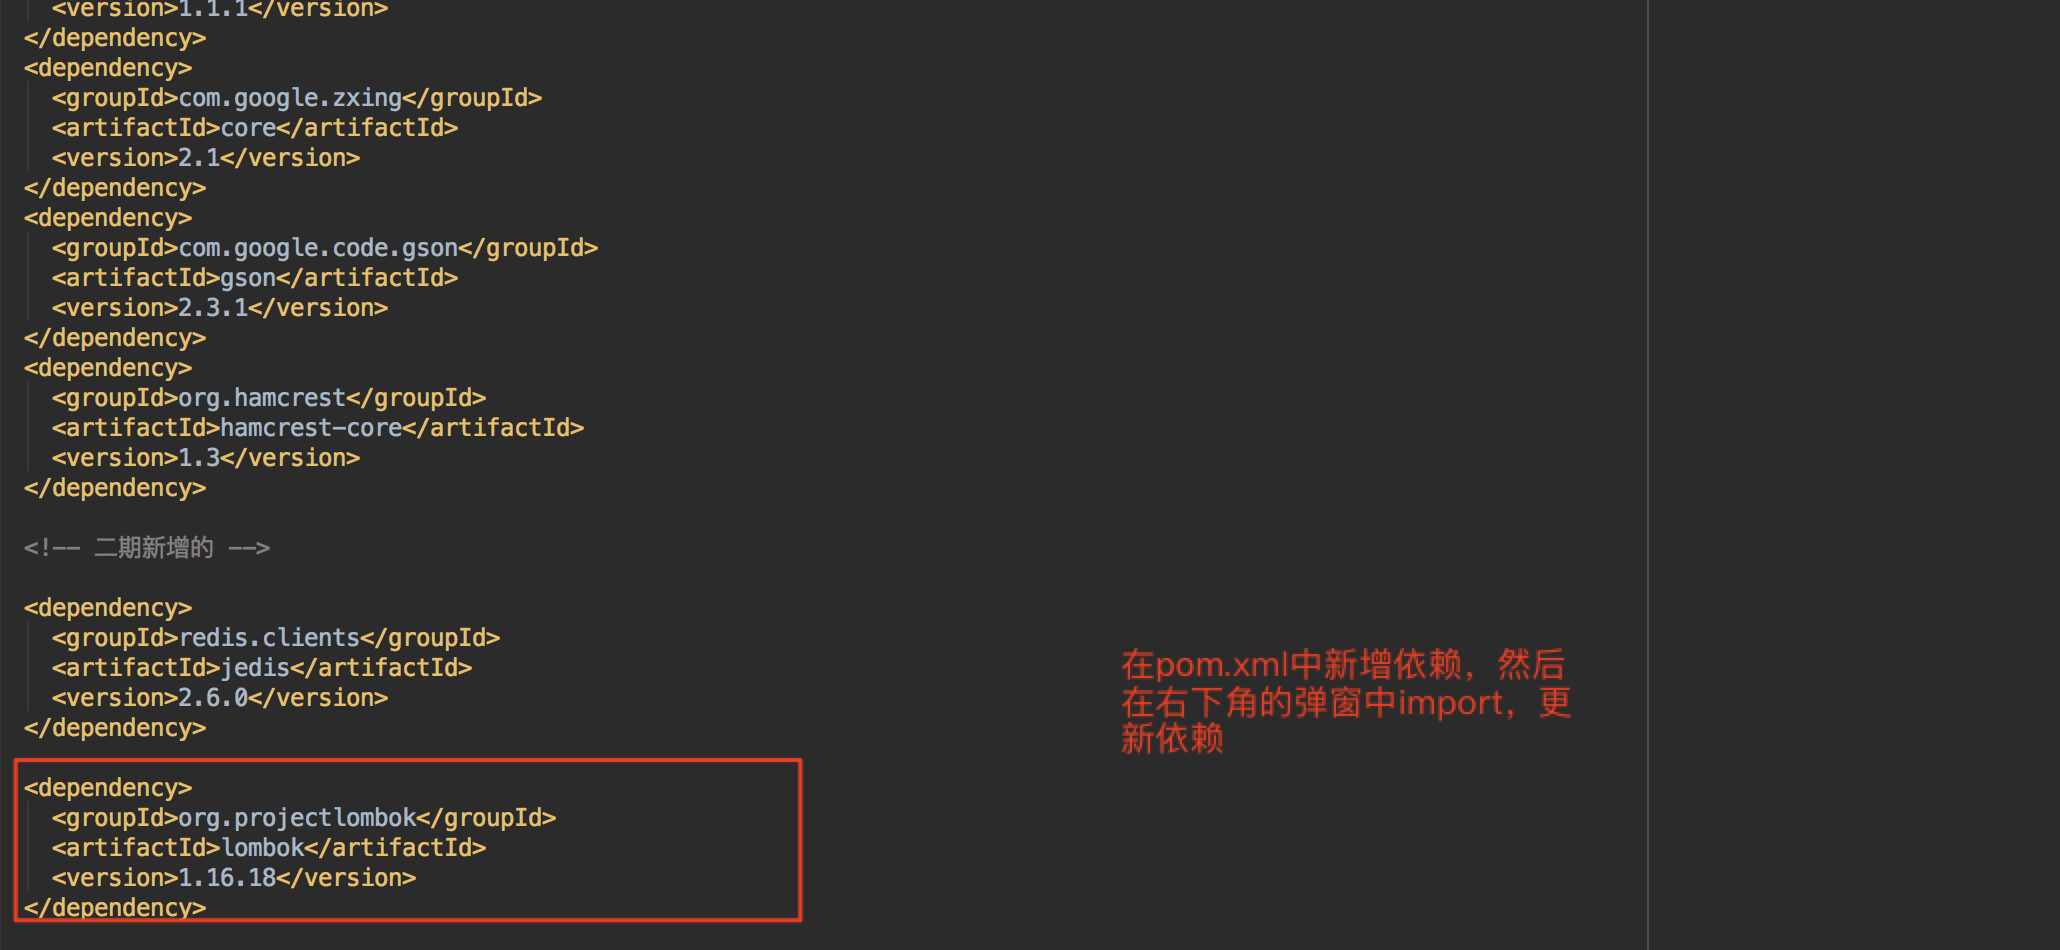 <version>1.1.1</version>
</dependency>
<dependency>
<groupId>com.google.zxing</groupId>
<artifactId>core</artifactId>
<version>2.1</version>
</dependency>
<dependency>
<groupId>com.google.code.gson</groupId>
<artifactId>gson</artifactId>
<version>2.3.1</version>
</dependency>
<dependency>
<groupId>org.hamcrest</groupId>
<artifactId>hamcrest-core</artifactId>
<version>1.3</version>
</dependency>
<!-- 二期新增的 -->
<dependency>
<groupId>redis.clients</groupId>
<artifactId>jedis</artifactId>
<version>2.6.0</version>
</dependency>
<dependency>
<groupId>org.projectlombok</groupId>
<artifactId>lombok</artifactId>
<version>1.16.18</version>
</dependency>
在pom.xml中新增依赖，然后
在右下角的弹窗中import，更
新依赖